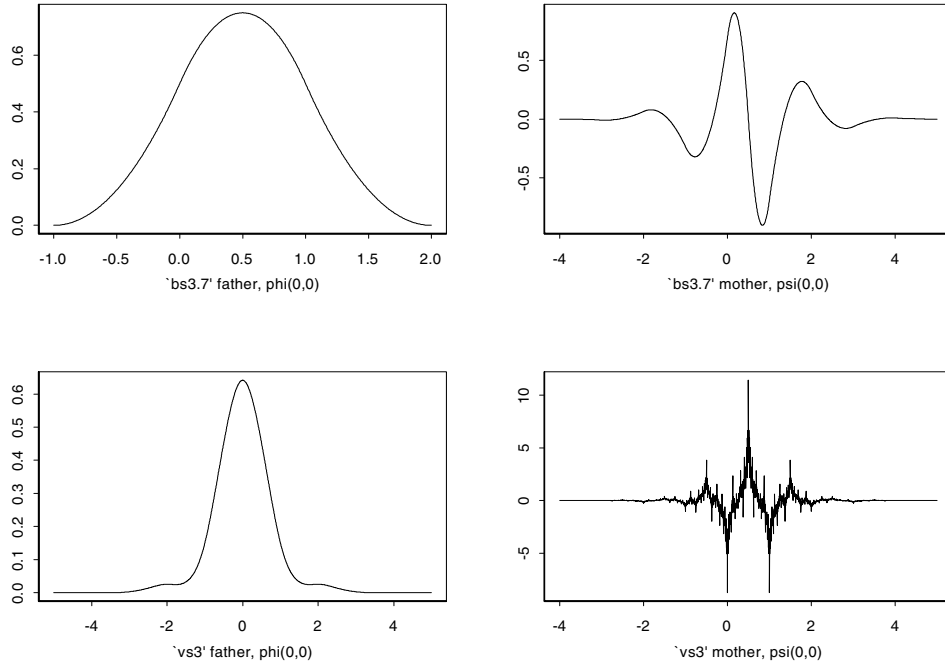 0.0 0.2 0.4 0.6
-1.0 -0.5 0.0 0.5 1.0 1.5 2.0
`bs3.7' father, phi(0,0)
-0.5 0.0 0.5
-4 -2 0 2 4
`bs3.7' mother, psi(0,0)
0.0 0.1 0.2 0.3 0.4 0.5 0.6
-4 -2 0 2 4
`vs3' father, phi(0,0)
-5 0 5 10
-4 -2 0 2 4
`vs3' mother, psi(0,0)